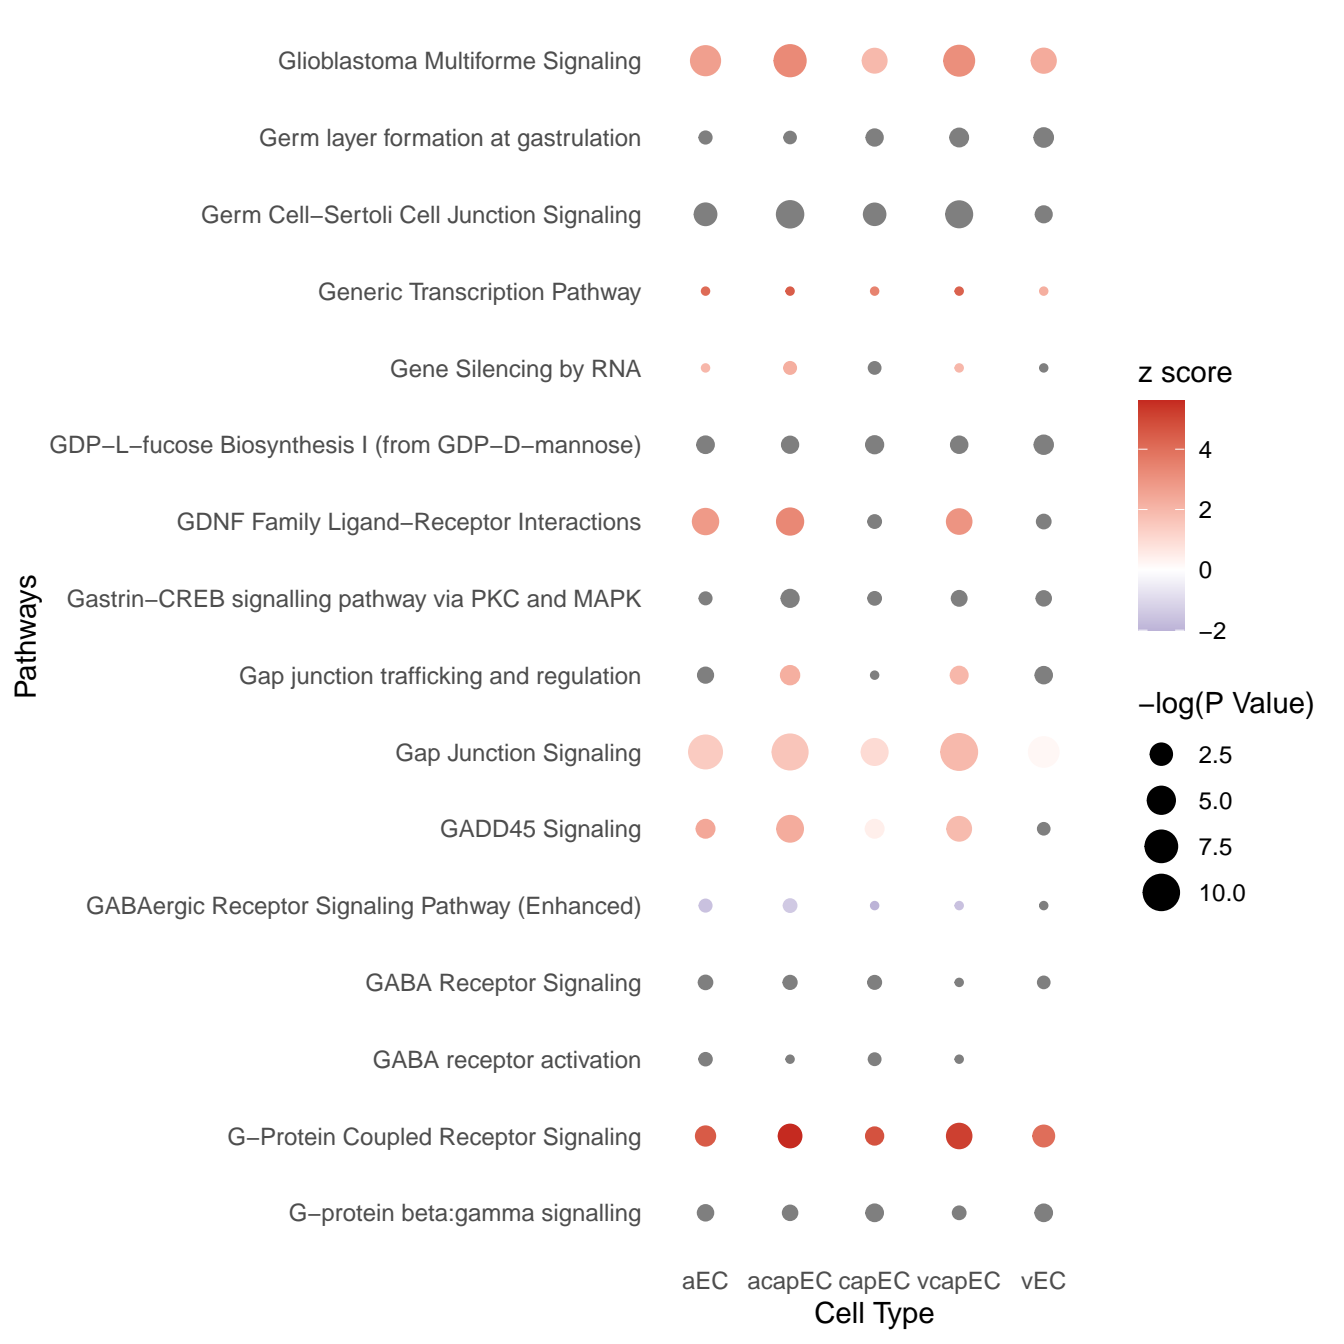 Glioblastoma Multiforme Signaling
Germ layer formation at gastrulation
Germ Cell−Sertoli Cell Junction Signaling
Generic Transcription Pathway
Gene Silencing by RNA
GDP−L−fucose Biosynthesis I (from GDP−D−mannose)
GDNF Family Ligand−Receptor Interactions
Gastrin−CREB signalling pathway via PKC and MAPK
Gap junction trafficking and regulation
Gap Junction Signaling
GADD45 Signaling
GABAergic Receptor Signaling Pathway (Enhanced)
GABA Receptor Signaling
GABA receptor activation
G−Protein Coupled Receptor Signaling
G−protein beta:gamma signalling
Pathways
aEC acapEC capEC vcapEC vEC
Cell Type
z score
4
2
0
−2
−log(P Value)
2.5
5.0
7.5
10.0